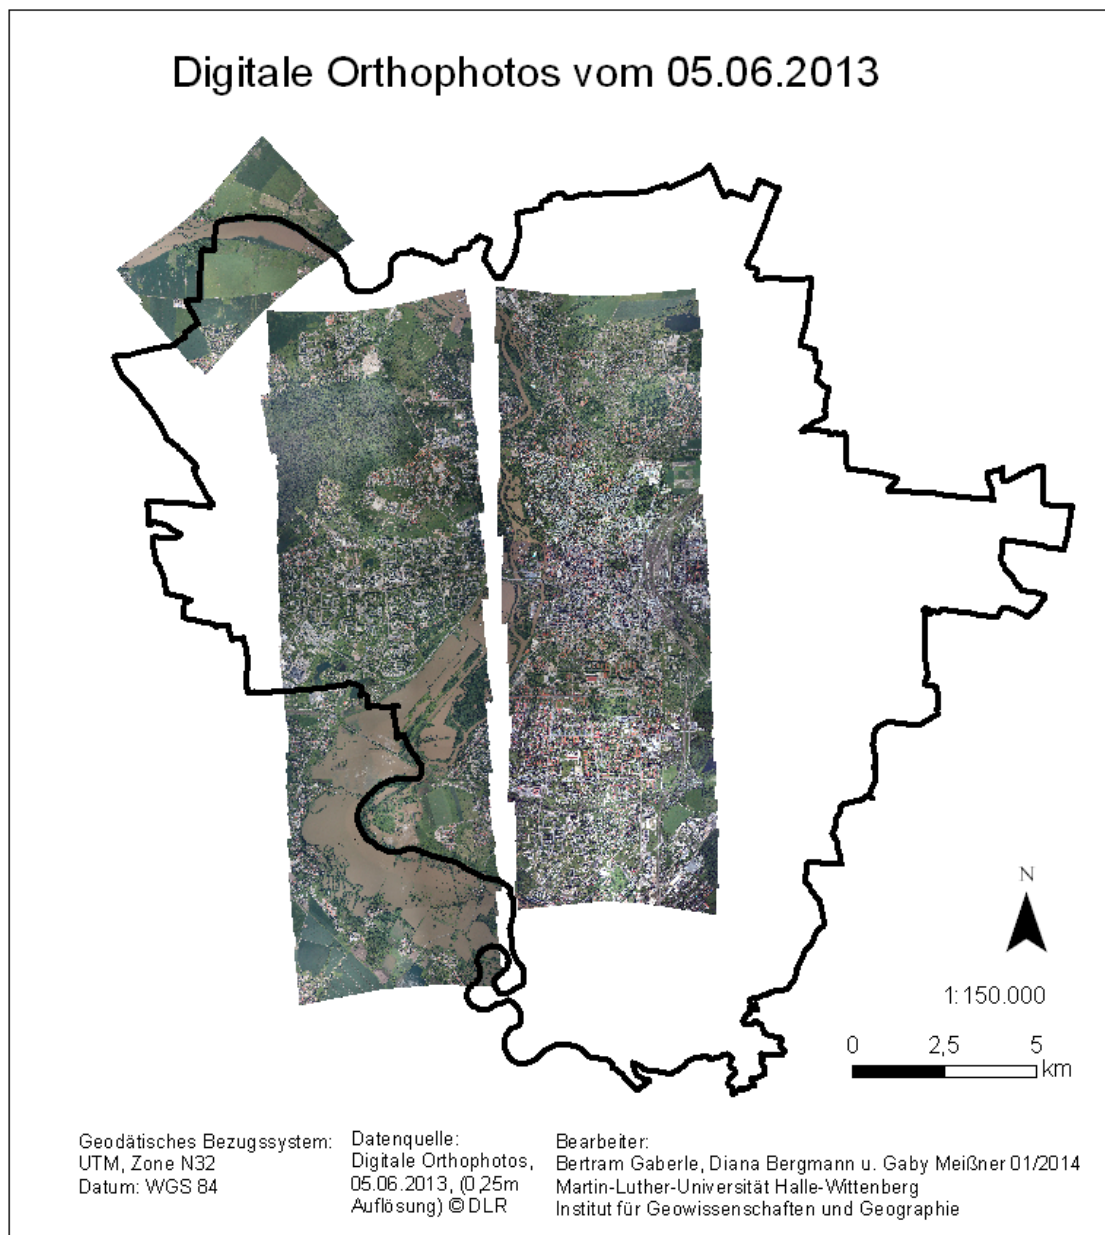 Digitale Orthophotos vom 05.06.2013
N
1:150.000
0 2,5 5
km
Geodätisches Bezugssystem:
UTM, Zone N32
Datum: WGS 84
Datenquelle:
Digitale Orthophotos,
05.06.2013, (0,25m
Auflösung) © DLR
Bearbeiter:
Bertram Gaberle, Diana Bergmann u. Gaby Meißner 01/2014
Martin-Luther-Universität Halle-Wittenberg
Institut für Geowissenschaften und Geographie